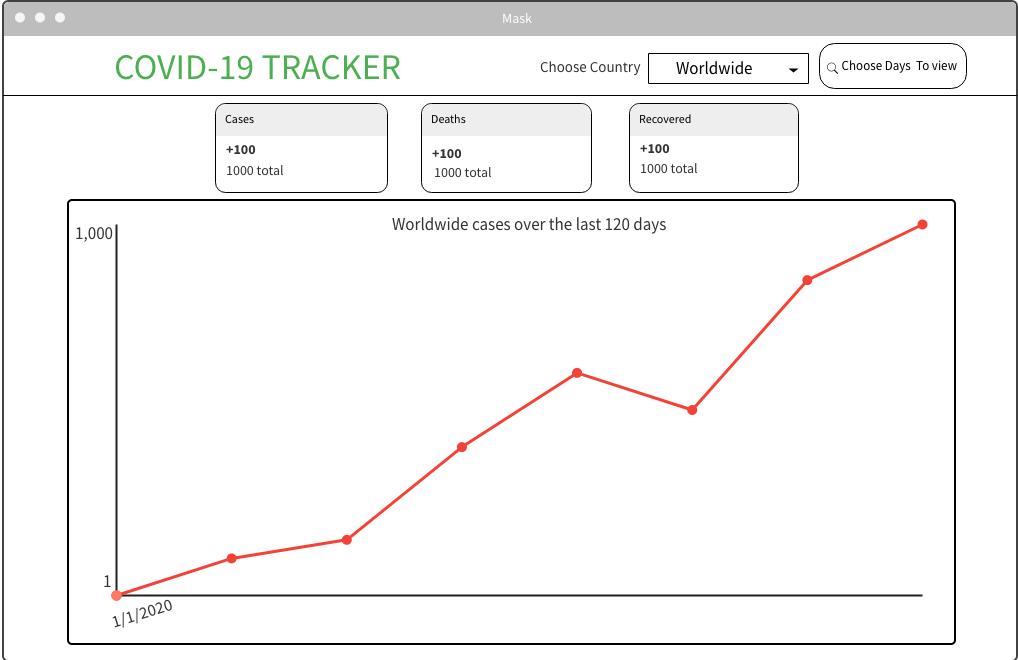 Mask
COVID-19 TRACKER
Choose Country
Worldwide
Choose Days  To view
Cases
+100
1000 total
Deaths
+100
1000 total
Recovered
+100
1000 total
Worldwide cases over the last 120 days
1,000
1
1/1/2020